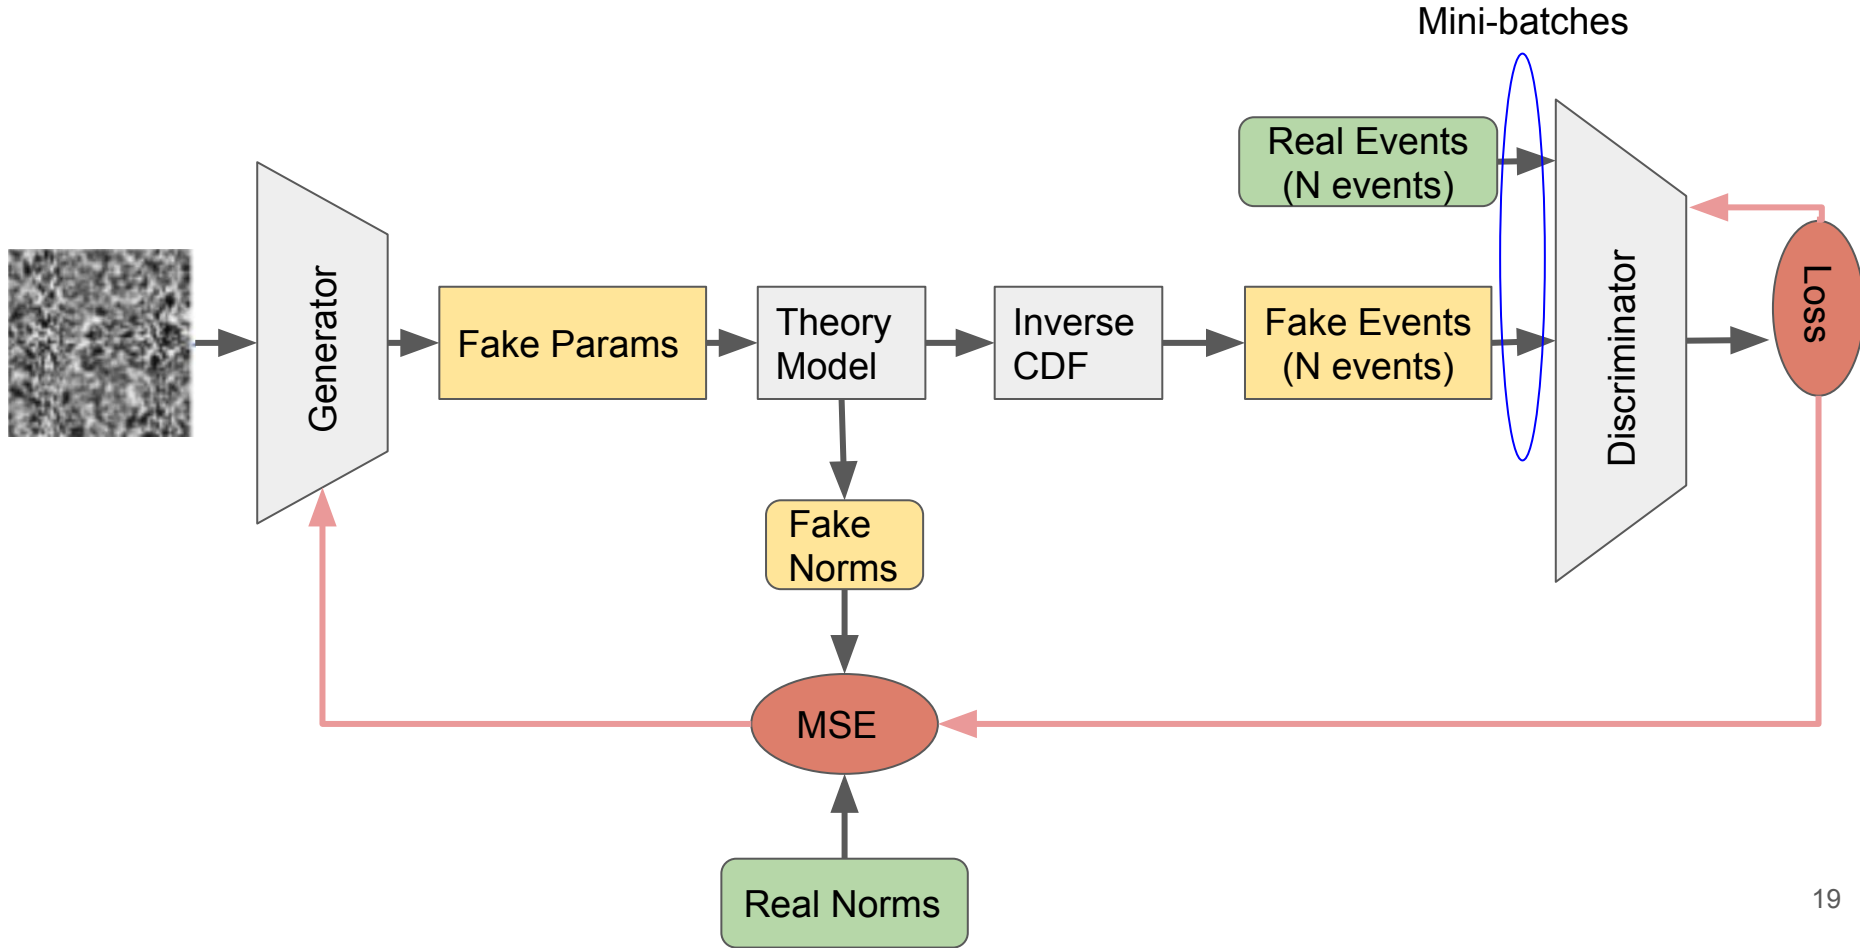 Mini-batches
Real Events
(N events)
Generator
Fake Params
Theory
Model
Inverse
CDF
Fake Events
(N events)
Discriminator
Loss
Fake
Norms
MSE
Real Norms
19